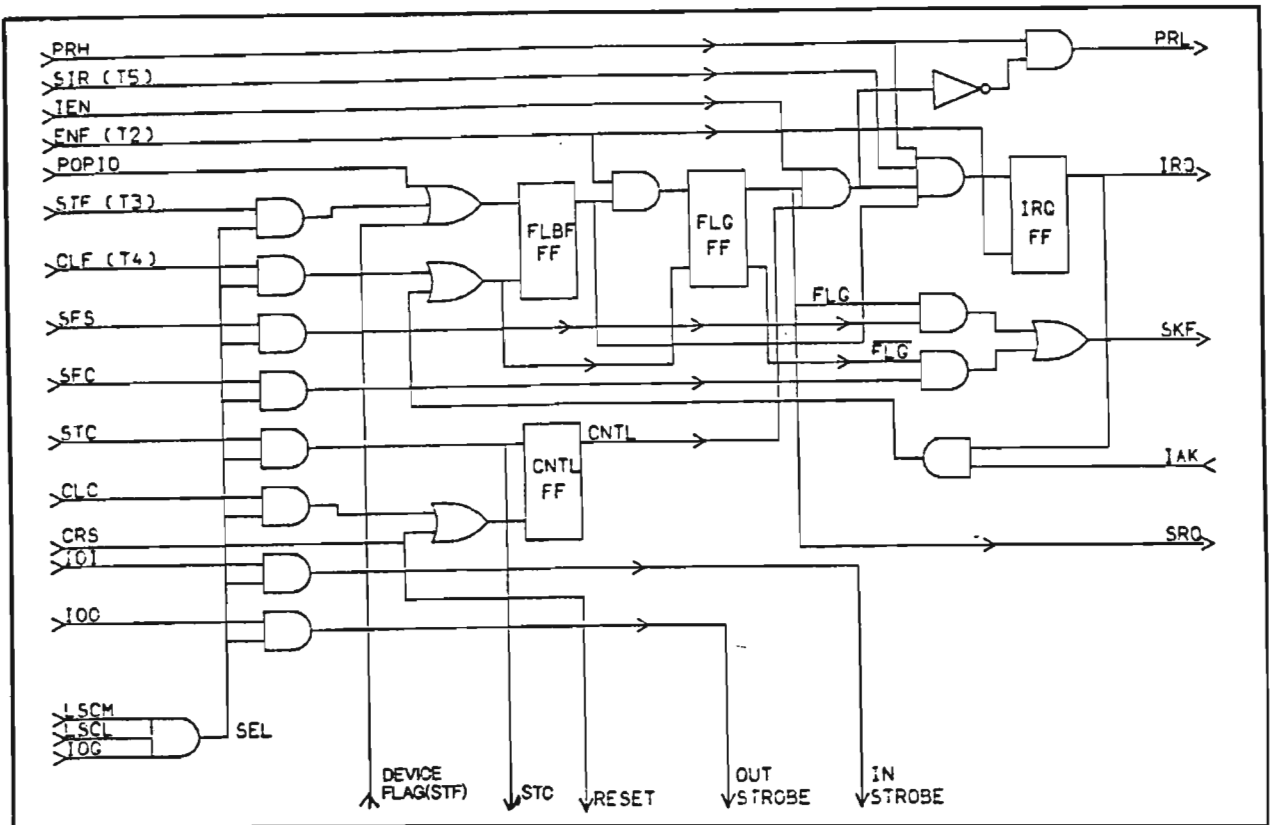 PRH
PRL
SIR (T5)
IEN
ENF (T2)
POPIO
IRQ
STF (T3)
FLBF
FF
FLG
FF
IRQ
FF
CLF (T4)
FLG
SFS
SKF
FLG
SFC
STC
CNTL
CNTL
FF
IAK
CLC
CRS
SRQ
IOI
IOO
LSCM
LSCL
IOG
SEL
DEVICE
FLAG(STF)
STC
RESET
OUT
STROBE
IN
STROBE